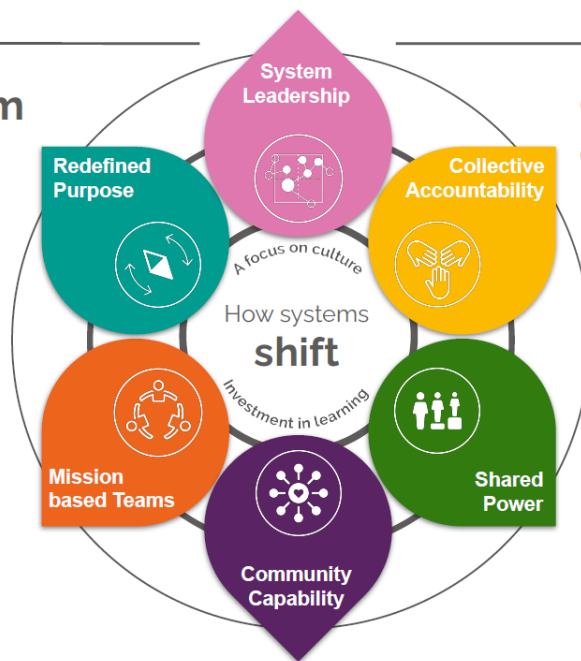 System
Leadership
Redefined
Purpose
Collective
Accountability
A focus on culture
How systems
shift
Investment in learning
Mission
based Teams
Shared
Power
Community
Capability